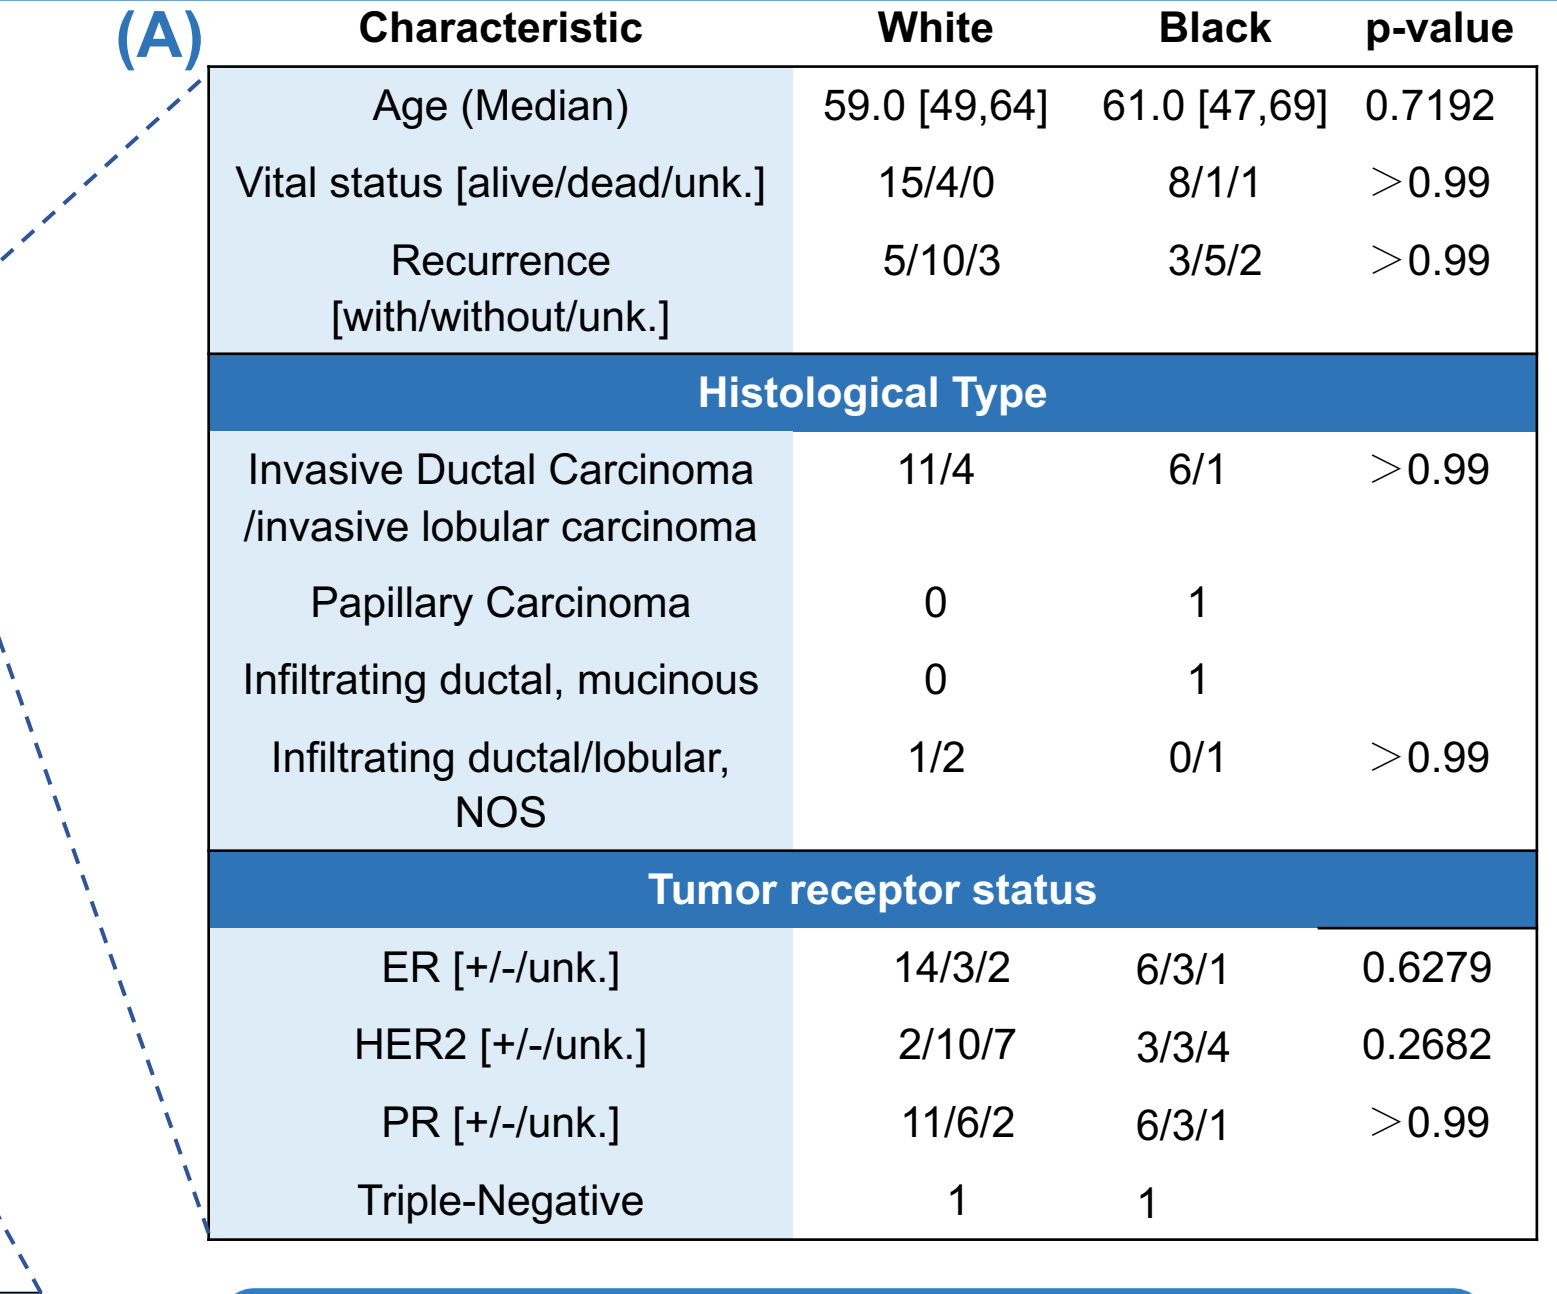 (A) Characteristic White Black p-value
Age (Median) 59.0 [49,64] 61.0 [47,69] 0.7192
Vital status [alive/dead/unk.] 15/4/0 8/1/1 >0.99
Recurrence 5/10/3 3/5/2 >0.99
[with/without/unk.]
Histological Type
Invasive Ductal Carcinoma 11/4 6/1 >0.99
/invasive lobular carcinoma
Papillary Carcinoma 0 1
Infiltrating ductal, mucinous 0 1
Infiltrating ductal/lobular, 1/2 0/1 >0.99
NOS
Tumor receptor status
ER [+/-/unk.] 14/3/2 6/3/1 0.6279
HER2 [+/-/unk.] 2/10/7 3/3/4 0.2682
PR [+/-/unk.] 11/6/2 6/3/1 >0.99
Triple-Negative 1 1